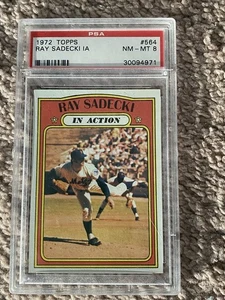 PSA
1972 TOPPS #564
RAY SADECKI IA NM-MT 8
30094971
RAY SADECKI
IN ACTION